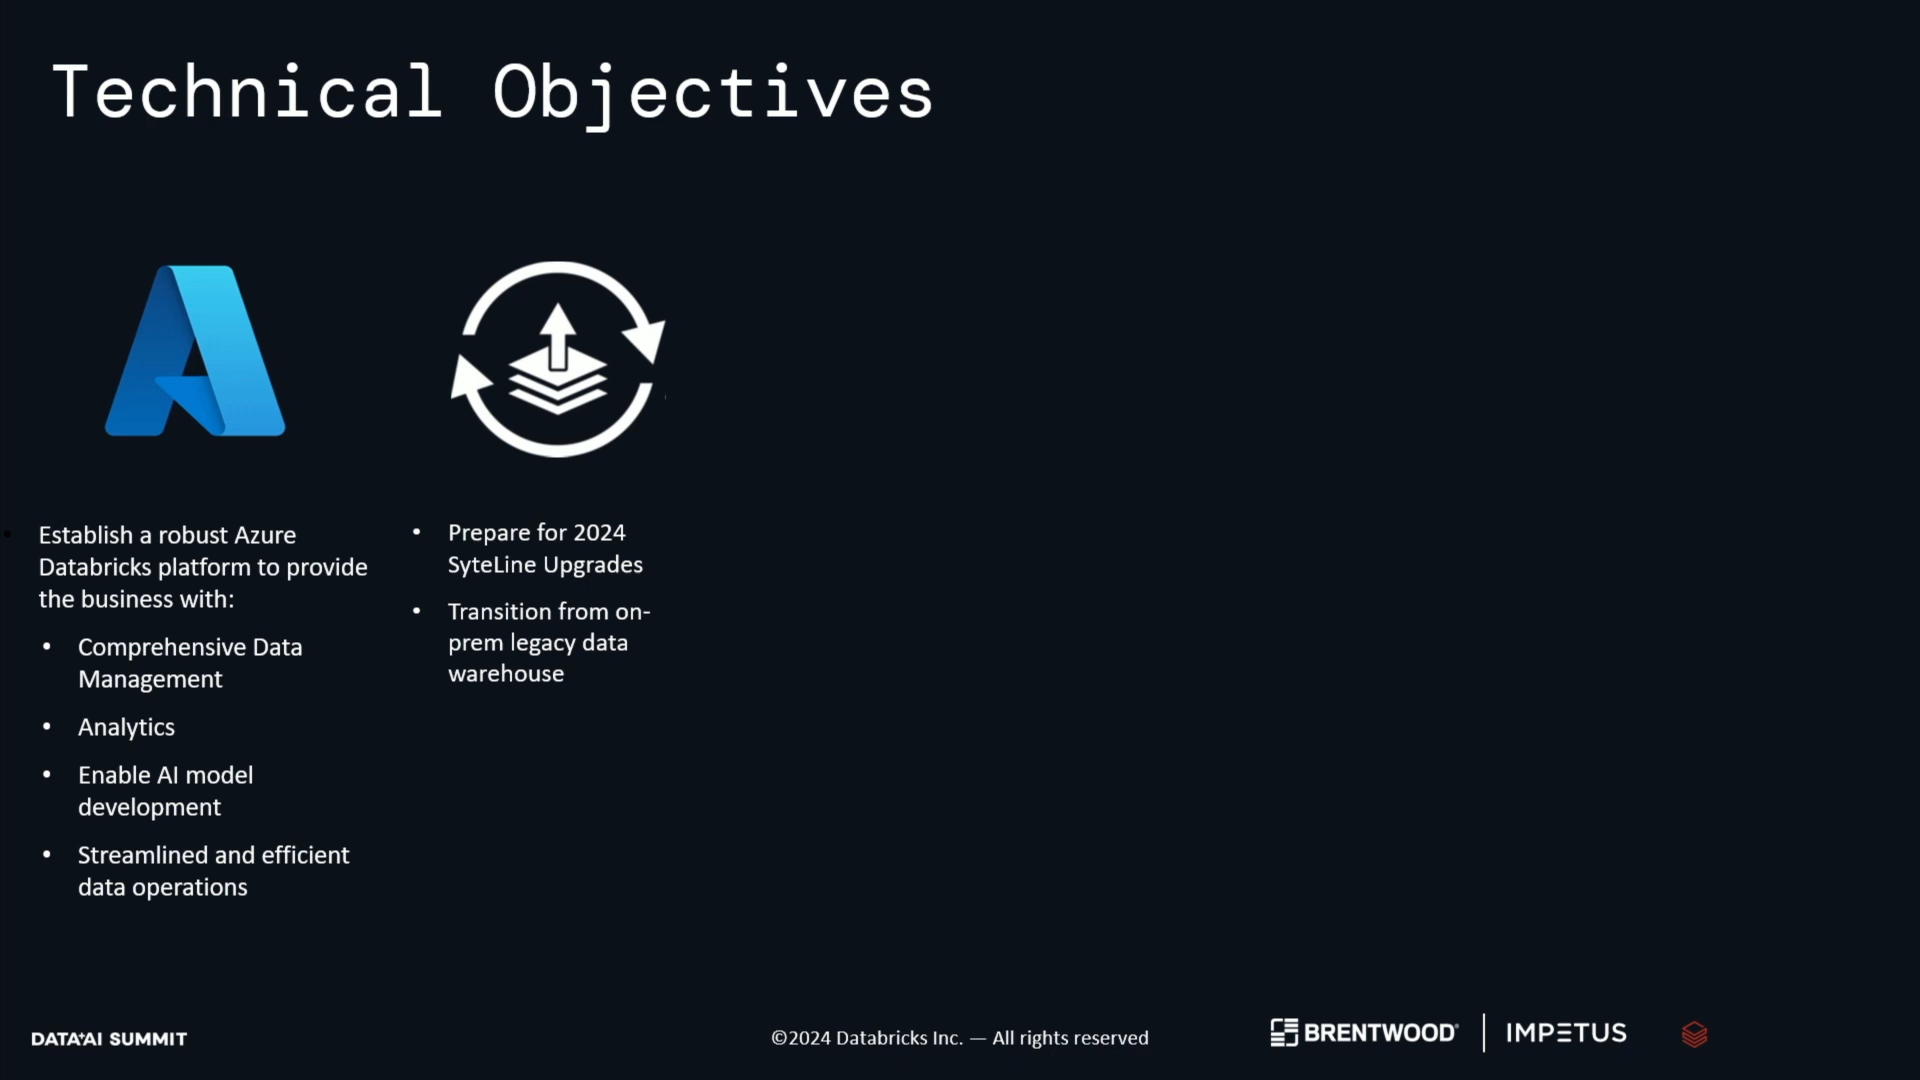 Technical Objectives
Establish a robust Azure
Databricks platform to provide
the business with:
• Comprehensive Data
Management
• Analytics
• Enable AI model
development
• Streamlined and efficient
data operations
• Prepare for 2024
SyteLine Upgrades
• Transition from on-
prem legacy data
warehouse
DATA+AI SUMMIT
©2024 Databricks Inc. — All rights reserved
BRENTWOOD®
IMPETUS